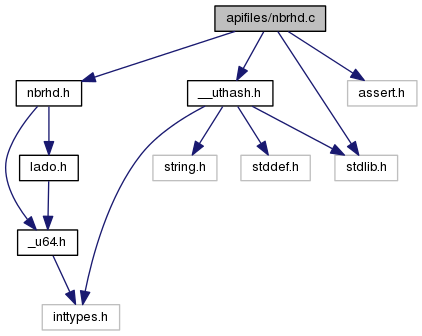 apifiles/nbrhd.c
nbrhd.h
__uthash.h
assert.h
lado.h
string.h
stddef.h
stdlib.h
_u64.h
inttypes.h